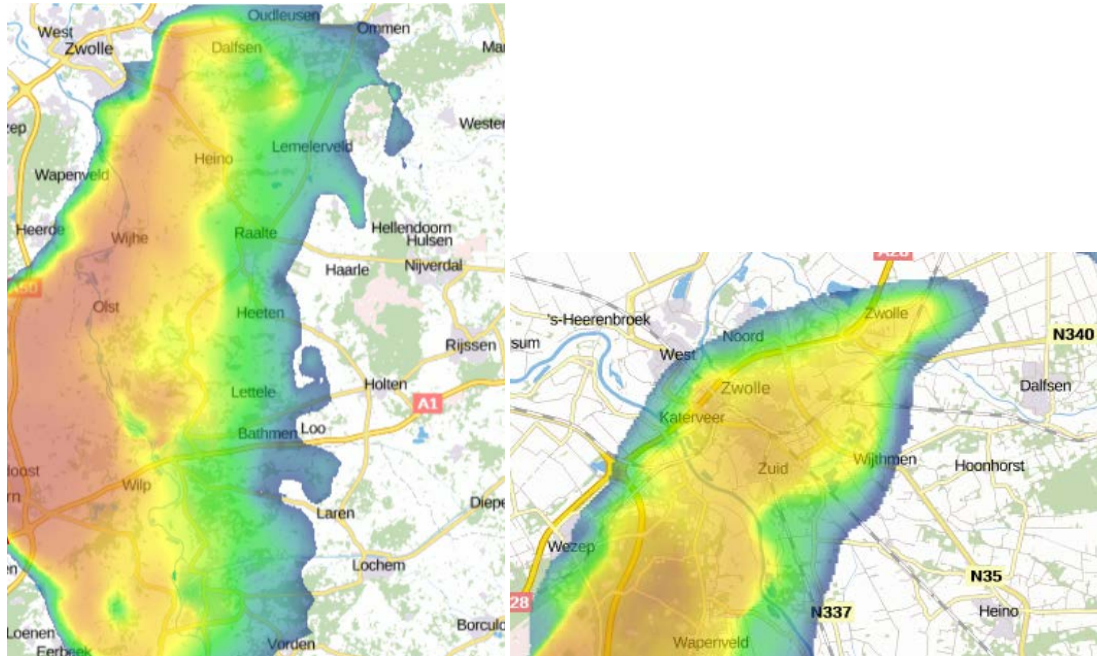 Oudleusen
Ommen
West
Zwolle
Dalfsen
Heino
Lemelerveld
Wapenveld
Heerde
Wijhe
Raalte
Hellendoorn
Hulsen
Haarle
Nijverdal
Olst
Heeten
Rijssen
Lettele
Holten
A1
Bathmen
Loo
Wilp
Laren
Lochem
Loenen
Eerbeek
Vorden
's-Heerenbroek
Noord
West
Zwolle
N340
Dalfsen
Zwolle
Katerveer
Zuid
Wijthmen
Hoonhorst
Wezep
N35
Heino
28
N337
Wapenveld